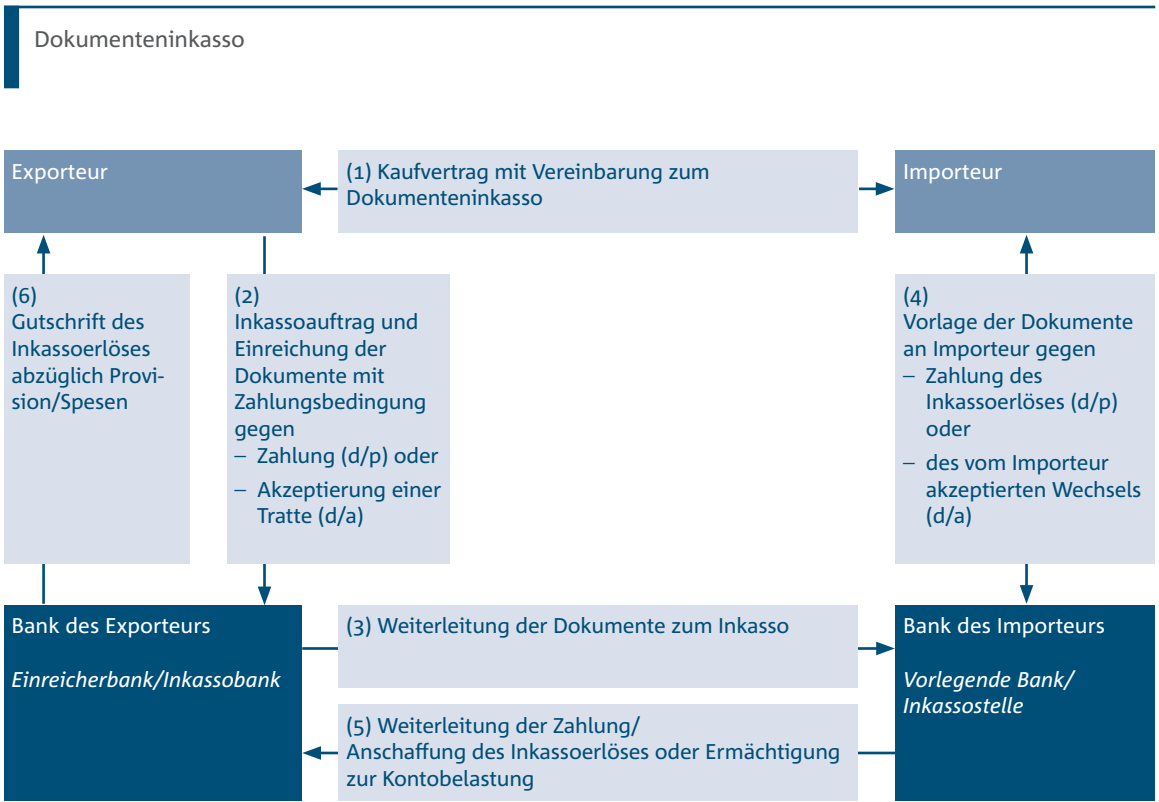 Dokumenteninkasso
Exporteur
(1) Kaufvertrag mit Vereinbarung zum
Dokumenteninkasso
Importeur
(6)
Gutschrift des
Inkassoerlöses
abzüglich Provi-
sion/Spesen
(2)
Inkassoauftrag und
Einreichung der
Dokumente mit
Zahlungsbedingung
gegen
– Zahlung (d/p) oder
– Akzeptierung einer
Tratte (d/a)
(4)
Vorlage der Dokumente
an Importeur gegen
– Zahlung des
Inkassoerlöses (d/p)
oder
– des vom Importeur
akzeptierten Wechsels
(d/a)
Bank des Exporteurs
Einreicherbank/Inkassobank
(3) Weiterleitung der Dokumente zum Inkasso
(5) Weiterleitung der Zahlung/
Anschaffung des Inkassoerlöses oder Ermächtigung
zur Kontobelastung
Bank des Importeurs
Vorlegende Bank/
Inkassostelle